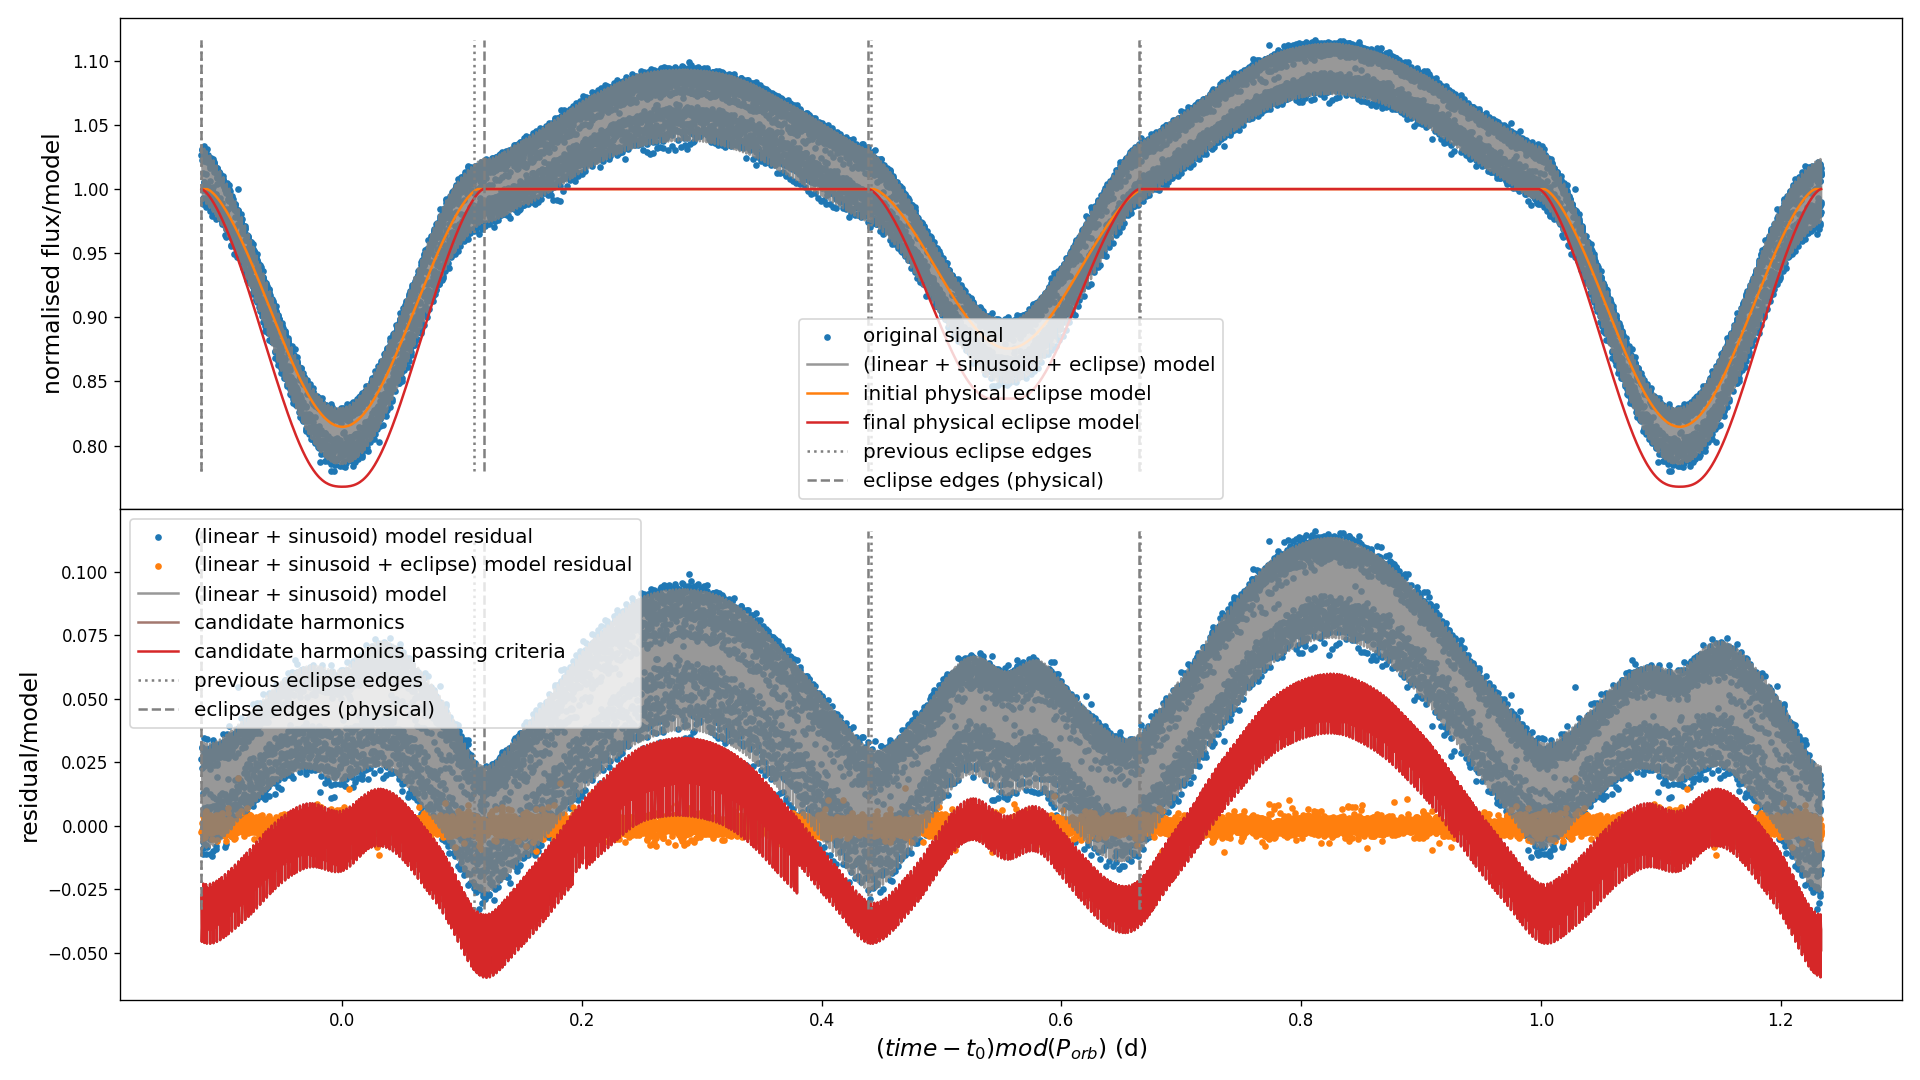 normalised flux/model
1.10
1.05
1.00
0.95
0.90
0.85
0.80
original signal
(linear + sinusoid + eclipse) model
initial physical eclipse model
final physical eclipse model
previous eclipse edges
eclipse edges (physical)
residual/model
0.100
0.075
0.050
0.025
0.000
−0.025
−0.050
(linear + sinusoid) model residual
(linear + sinusoid + eclipse) model residual
(linear + sinusoid) model
candidate harmonics
candidate harmonics passing criteria
previous eclipse edges
eclipse edges (physical)
0.0 0.2 0.4 0.6 0.8 1.0 1.2
(time − t₀)mod(P_orb) (d)